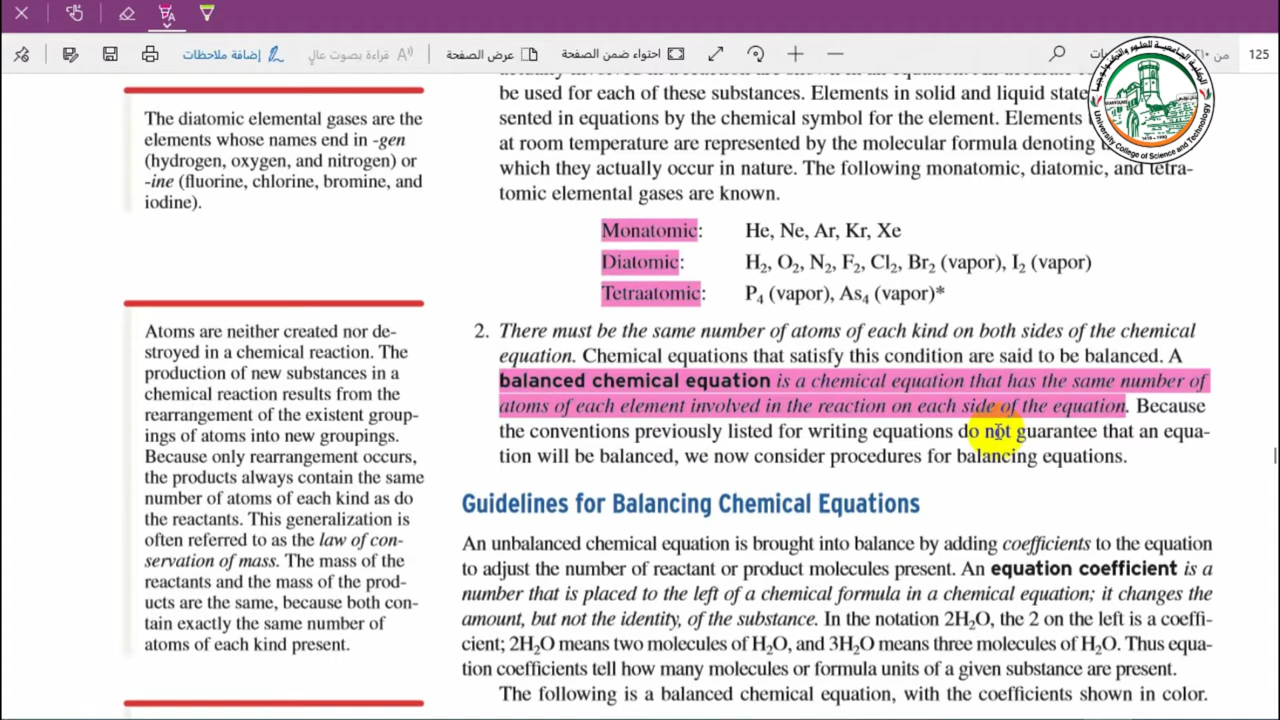 إضافة ملاحظات
قراءة بصوت عالٍ
عرض الصفحة
احتواء ضمن الصفحة
من
125
University College of Science and Technology
The diatomic elemental gases are the
elements whose names end in -gen
(hydrogen, oxygen, and nitrogen) or
-ine (fluorine, chlorine, bromine, and
iodine).
Atoms are neither created nor de-
stroyed in a chemical reaction. The
production of new substances in a
chemical reaction results from the
rearrangement of the existent group-
ings of atoms into new groupings.
Because only rearrangement occurs,
the products always contain the same
number of atoms of each kind as do
the reactants. This generalization is
often referred to as the law of con-
servation of mass. The mass of the
reactants and the mass of the prod-
ucts are the same, because both con-
tain exactly the same number of
atoms of each kind present.
be used for each of these substances. Elements in solid and liquid state
sented in equations by the chemical symbol for the element. Elements
at room temperature are represented by the molecular formula denoting
which they actually occur in nature. The following monatomic, diatomic, and tetra-
tomic elemental gases are known.
Monatomic: He, Ne, Ar, Kr, Xe
Diatomic: H₂, O₂, N₂, F₂, Cl₂, Br₂ (vapor), I₂ (vapor)
Tetraatomic: P₄ (vapor), As₄ (vapor)*
2. There must be the same number of atoms of each kind on both sides of the chemical
equation. Chemical equations that satisfy this condition are said to be balanced. A
balanced chemical equation is a chemical equation that has the same number of
atoms of each element involved in the reaction on each side of the equation. Because
the conventions previously listed for writing equations do not guarantee that an equa-
tion will be balanced, we now consider procedures for balancing equations.
Guidelines for Balancing Chemical Equations
An unbalanced chemical equation is brought into balance by adding coefficients to the equation
to adjust the number of reactant or product molecules present. An equation coefficient is a
number that is placed to the left of a chemical formula in a chemical equation; it changes the
amount, but not the identity, of the substance. In the notation 2H₂O, the 2 on the left is a coeffi-
cient; 2H₂O means two molecules of H₂O, and 3H₂O means three molecules of H₂O. Thus equa-
tion coefficients tell how many molecules or formula units of a given substance are present.
The following is a balanced chemical equation, with the coefficients shown in color.